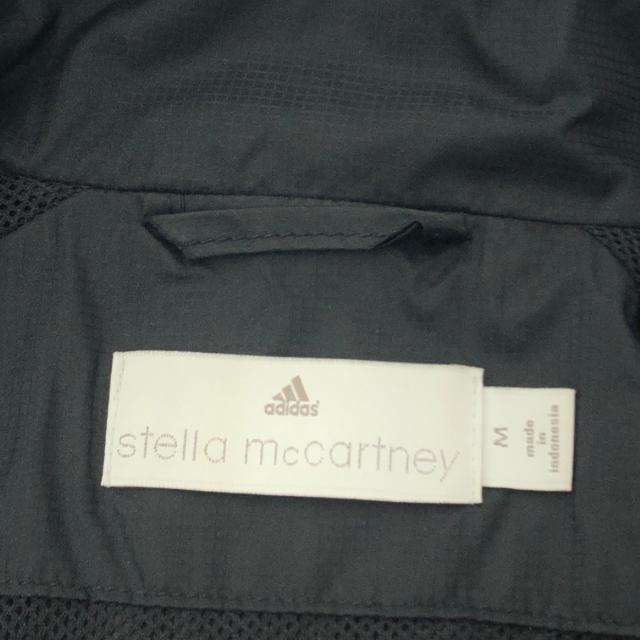 adidas
stella mccartney
M
made
in
indonesia